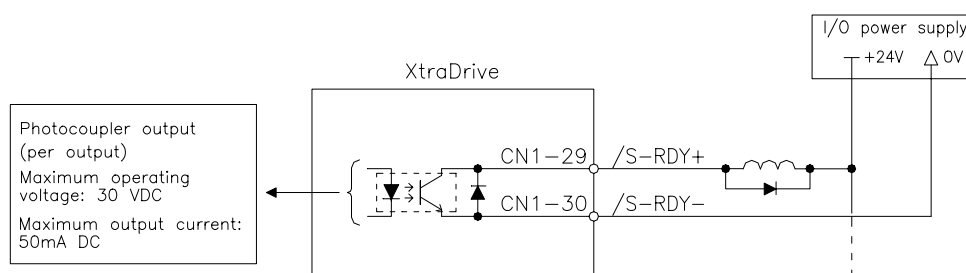 I/O power supply
+24V
0V
XtraDrive
Photocoupler output
(per output)
Maximum operating
voltage: 30 VDC
Maximum output current:
50mA DC
CN1-29
/S-RDY+
CN1-30
/S-RDY-